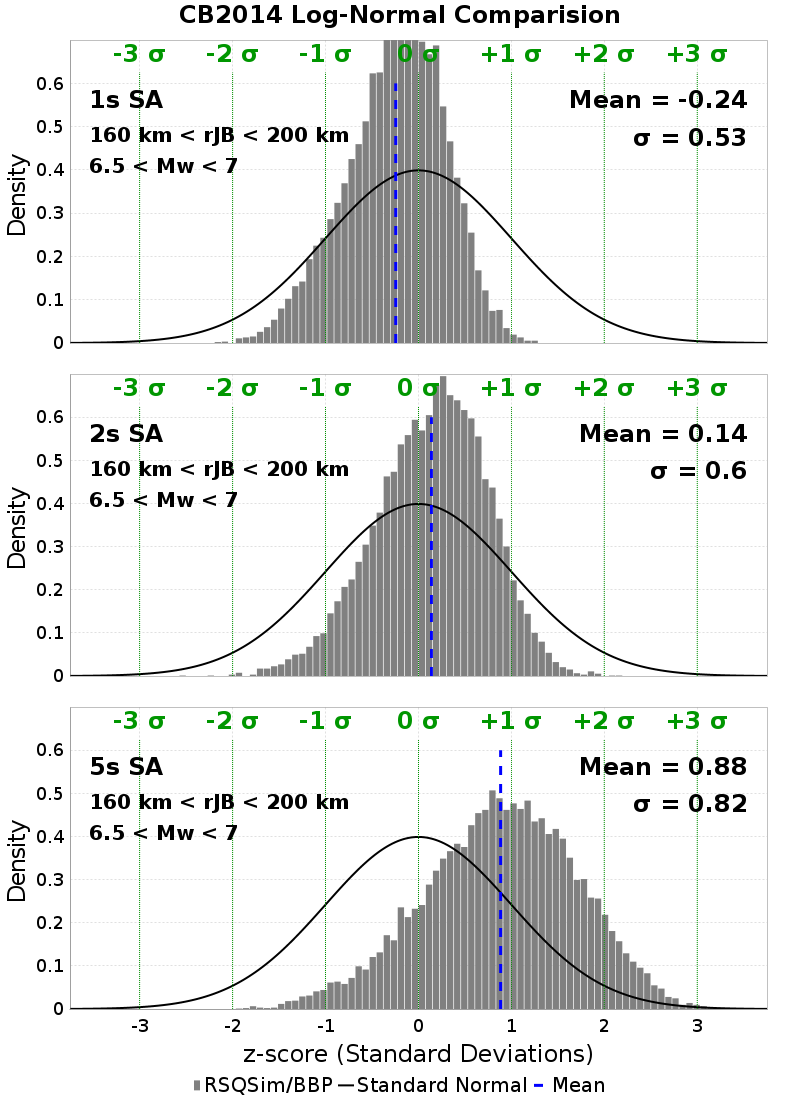 CB2014 Log-Normal Comparision
-3 σ -2 σ -1 σ 0 σ +1 σ +2 σ +3 σ
1s SA
160 km < rJB < 200 km
6.5 < Mw < 7
Mean = -0.24
σ = 0.53
Density
0.6
0.5
0.4
0.3
0.2
0.1
0
-3 σ -2 σ -1 σ 0 σ +1 σ +2 σ +3 σ
2s SA
160 km < rJB < 200 km
6.5 < Mw < 7
Mean = 0.14
σ = 0.6
Density
0.6
0.5
0.4
0.3
0.2
0.1
0
-3 σ -2 σ -1 σ 0 σ +1 σ +2 σ +3 σ
5s SA
160 km < rJB < 200 km
6.5 < Mw < 7
Mean = 0.88
σ = 0.82
Density
0.6
0.5
0.4
0.3
0.2
0.1
0
-3 -2 -1 0 1 2 3
z-score (Standard Deviations)
RSQSim/BBP Standard Normal Mean